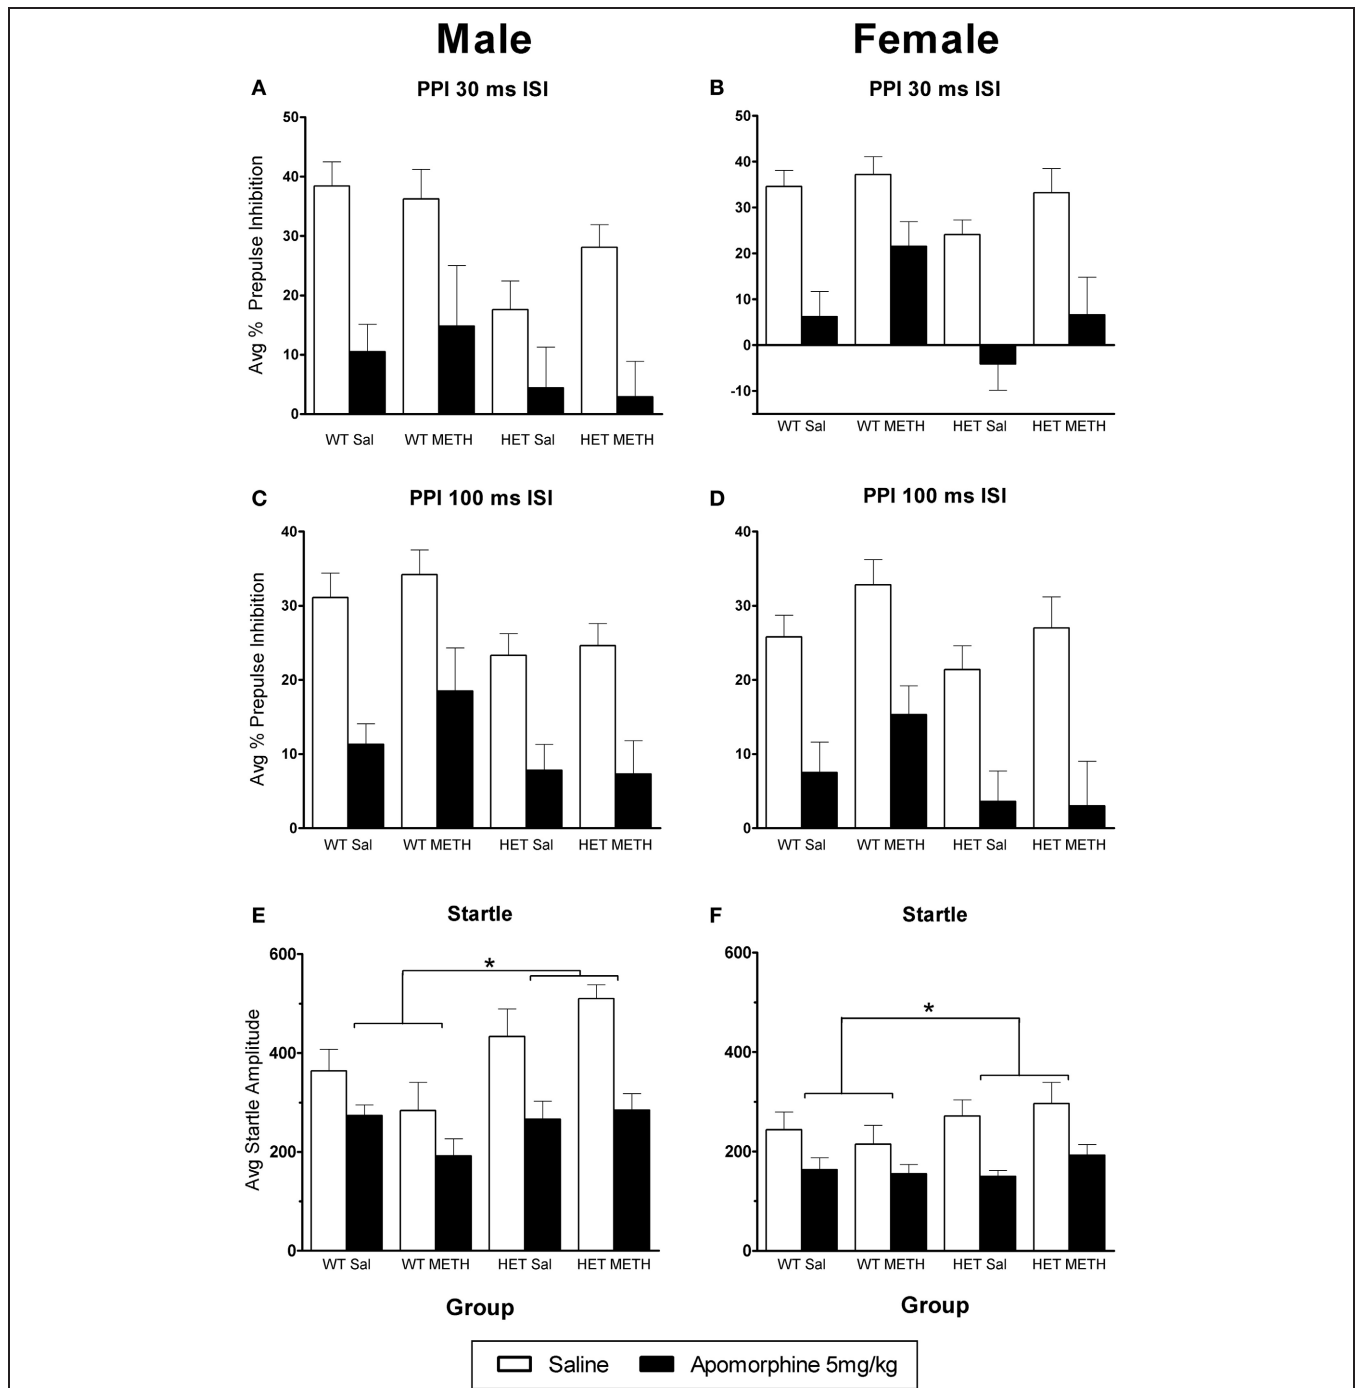 Male
Female
A
PPI 30 ms ISI
B
PPI 30 ms ISI
Avg % Prepulse Inhibition
50
40
30
20
10
0
WT Sal
WT METH
HET Sal
HET METH
50
40
30
20
10
0
-10
WT Sal
WT METH
HET Sal
HET METH
C
PPI 100 ms ISI
D
PPI 100 ms ISI
Avg % Prepulse Inhibition
40
30
20
10
0
WT Sal
WT METH
HET Sal
HET METH
40
30
20
10
0
WT Sal
WT METH
HET Sal
HET METH
E
Startle
F
Startle
Avg Startle Amplitude
600
400
200
0
*
WT Sal
WT METH
HET Sal
HET METH
Group
600
400
200
0
*
WT Sal
WT METH
HET Sal
HET METH
Group
Saline
Apomorphine 5mg/kg